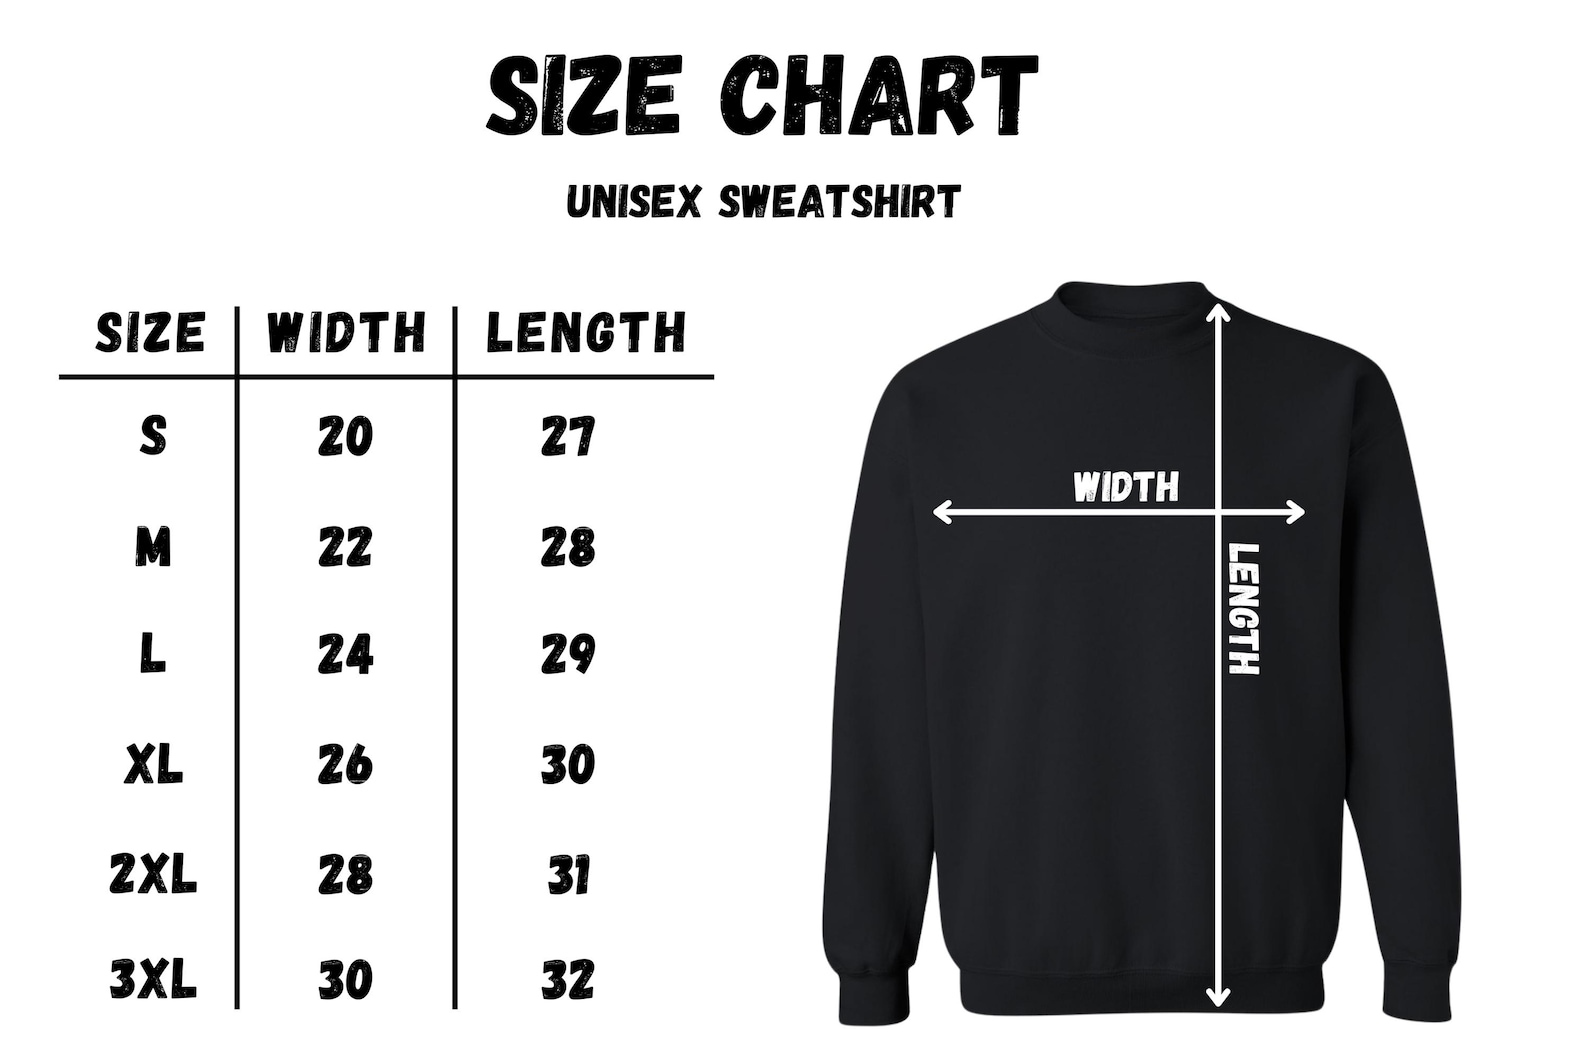 SIZE CHART
UNISEX SWEATSHIRT
SIZE WIDTH LENGTH
S 20 27
M 22 28
L 24 29
XL 26 30
2XL 28 31
3XL 30 32
WIDTH
LENGTH